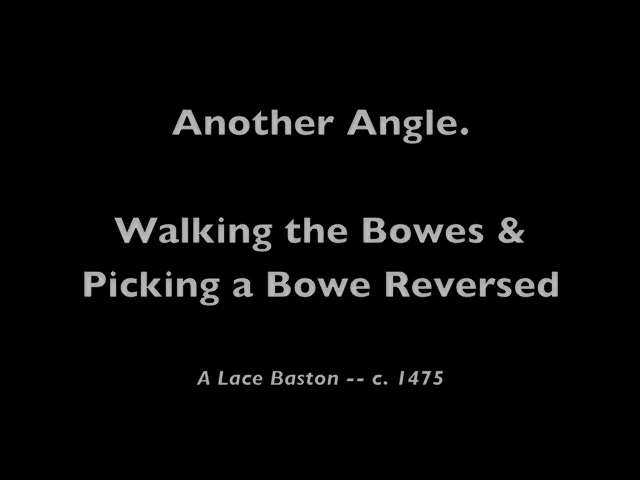 Another Angle.
Walking the Bowes &
Picking a Bowe Reversed
A Lace Baston -- c. 1475